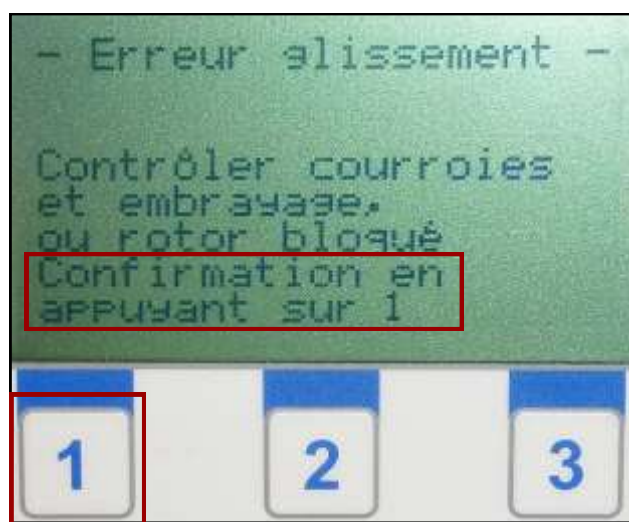 - Erreur glissement -
Contrôler courroies
et embrayage.
ou rotor bloqué
Confirmation en
appuyant sur 1
1 2 3